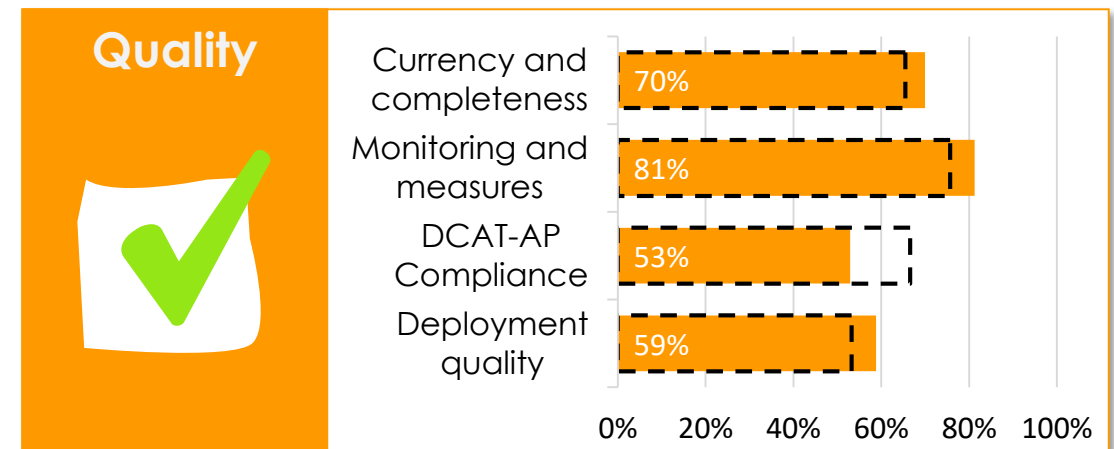 Quality
Currency and
completeness
70%
Monitoring and
measures
81%
DCAT-AP
Compliance
53%
Deployment
quality
59%
0% 20% 40% 60% 80% 100%